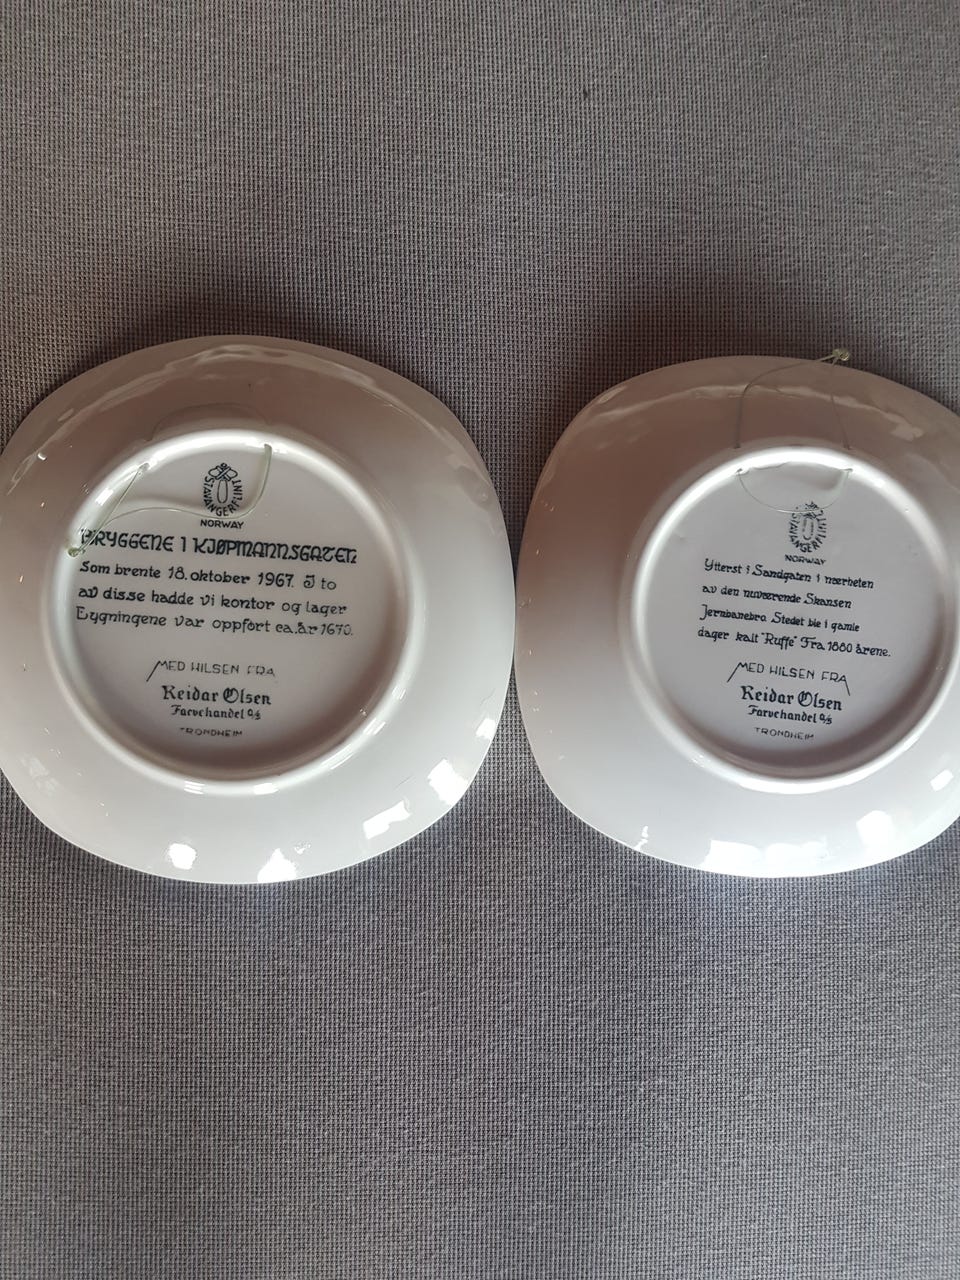 STAVANGERFLINT
NORWAY
BRYGGENE I KJØPMANNSGATEN
Som brente 18. oktober 1967. I to
av disse hadde vi kontor og lager
Bygningene var oppført ca. år 1670.
MED HILSEN FRA
Reidar Olsen
Farvehandel A/S
TRONDHEIM
STAVANGERFLINT
NORWAY
Ytterst i Sandgaten i nærheten
av den nuværende Skansen
Jernbanebro. Stedet ble i gamle
dager kalt "Ruffe" Fra 1880 årene.
MED HILSEN FRA
Reidar Olsen
Farvehandel A/S
TRONDHEIM